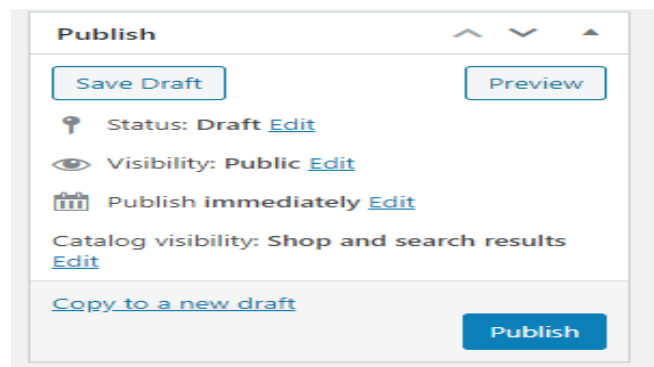 Publish
Save Draft
Preview
Status: Draft Edit
Visibility: Public Edit
Publish immediately Edit
Catalog visibility: Shop and search results
Edit
Copy to a new draft
Publish